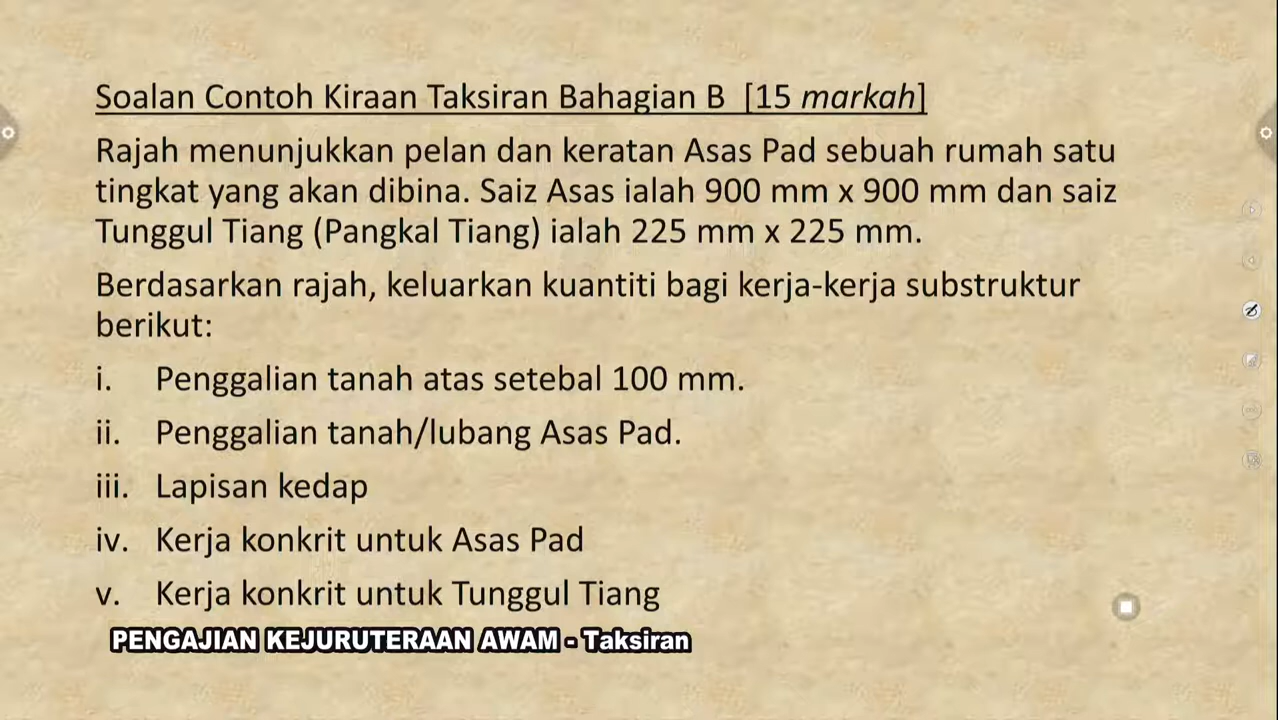 Soalan Contoh Kiraan Taksiran Bahagian B [15 markah]
Rajah menunjukkan pelan dan keratan Asas Pad sebuah rumah satu
tingkat yang akan dibina. Saiz Asas ialah 900 mm x 900 mm dan saiz
Tunggul Tiang (Pangkal Tiang) ialah 225 mm x 225 mm.
Berdasarkan rajah, keluarkan kuantiti bagi kerja-kerja substruktur
berikut:
i. Penggalian tanah atas setebal 100 mm.
ii. Penggalian tanah/lubang Asas Pad.
iii. Lapisan kedap
iv. Kerja konkrit untuk Asas Pad
v. Kerja konkrit untuk Tunggul Tiang
PENGAJIAN KEJURUTERAAN AWAM - Taksiran